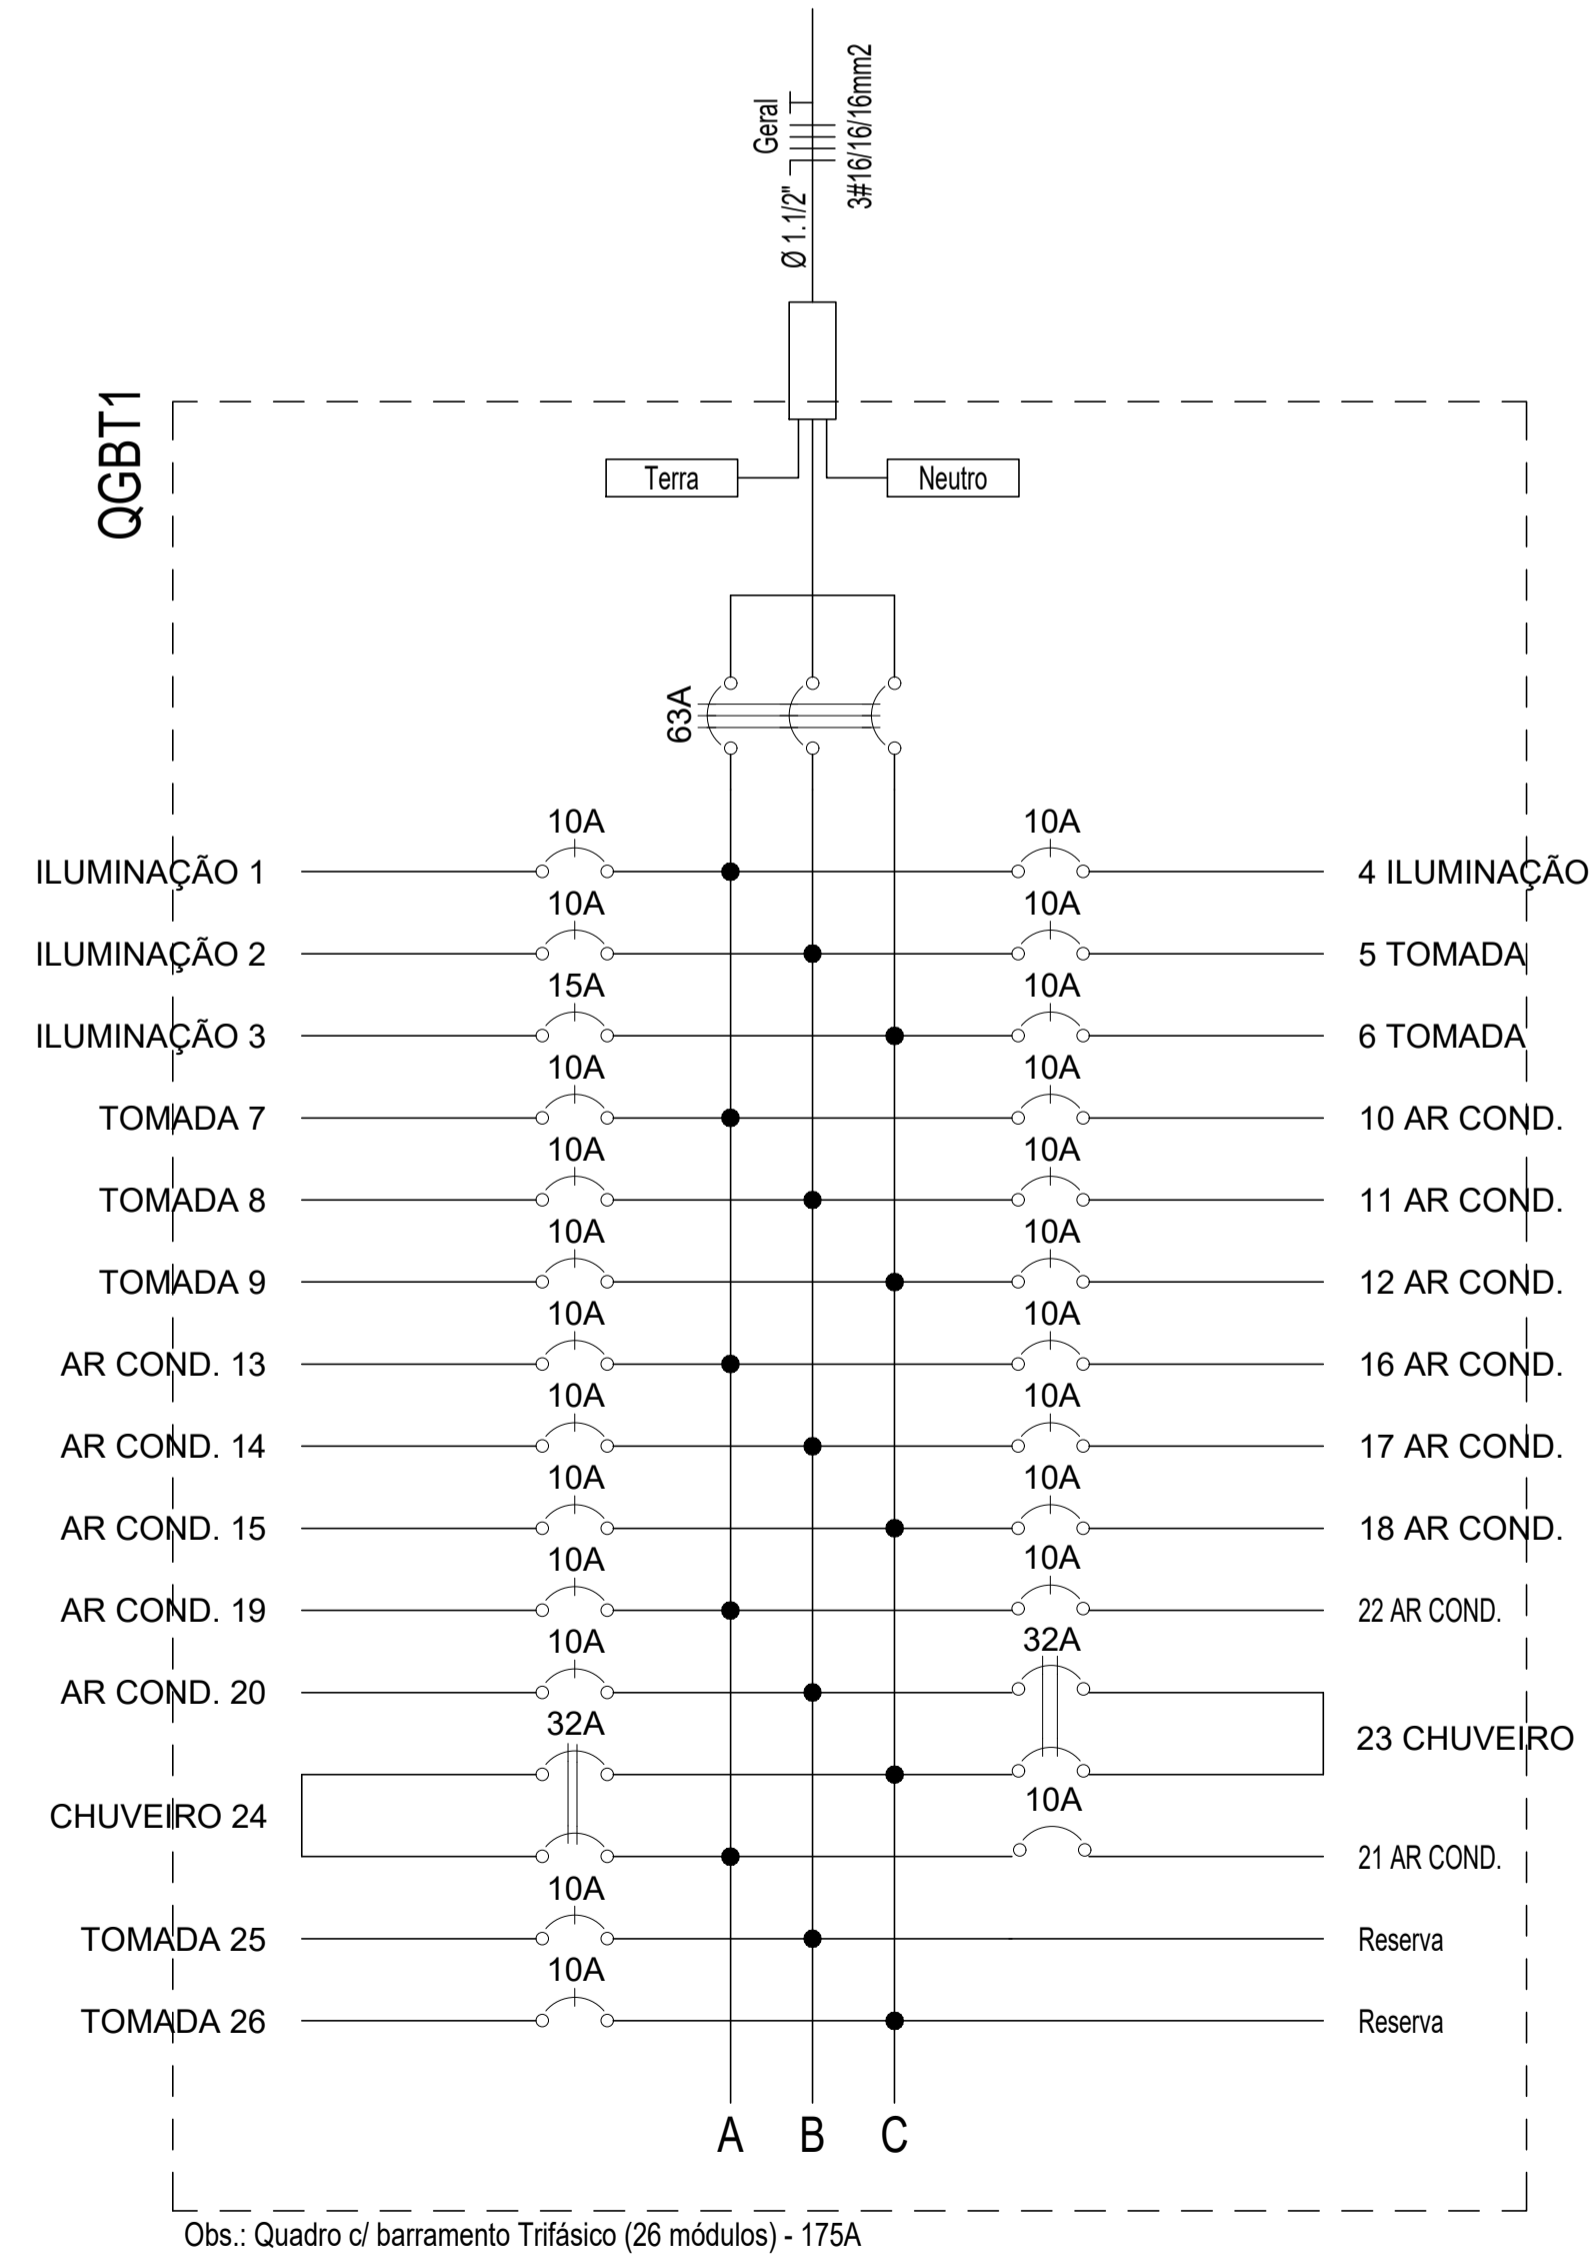 Geral
3#16/16/16mm2
Ø 1.1/2"
QGBT1
Terra
Neutro
63A
10A 10A
ILUMINAÇÃO 1 4 ILUMINAÇÃO
10A 10A
ILUMINAÇÃO 2 5 TOMADA
15A 10A
ILUMINAÇÃO 3 6 TOMADA
10A 10A
TOMADA 7 10 AR COND.
10A 10A
TOMADA 8 11 AR COND.
10A 10A
TOMADA 9 12 AR COND.
10A 10A
AR COND. 13 16 AR COND.
10A 10A
AR COND. 14 17 AR COND.
10A 10A
AR COND. 15 18 AR COND.
10A 10A
AR COND. 19 22 AR COND.
10A 32A
AR COND. 20
32A 23 CHUVEIRO
10A
CHUVEIRO 24
21 AR COND.
10A
TOMADA 25 Reserva
10A
TOMADA 26 Reserva
A B C
Obs.: Quadro c/ barramento Trifásico (26 módulos) - 175A